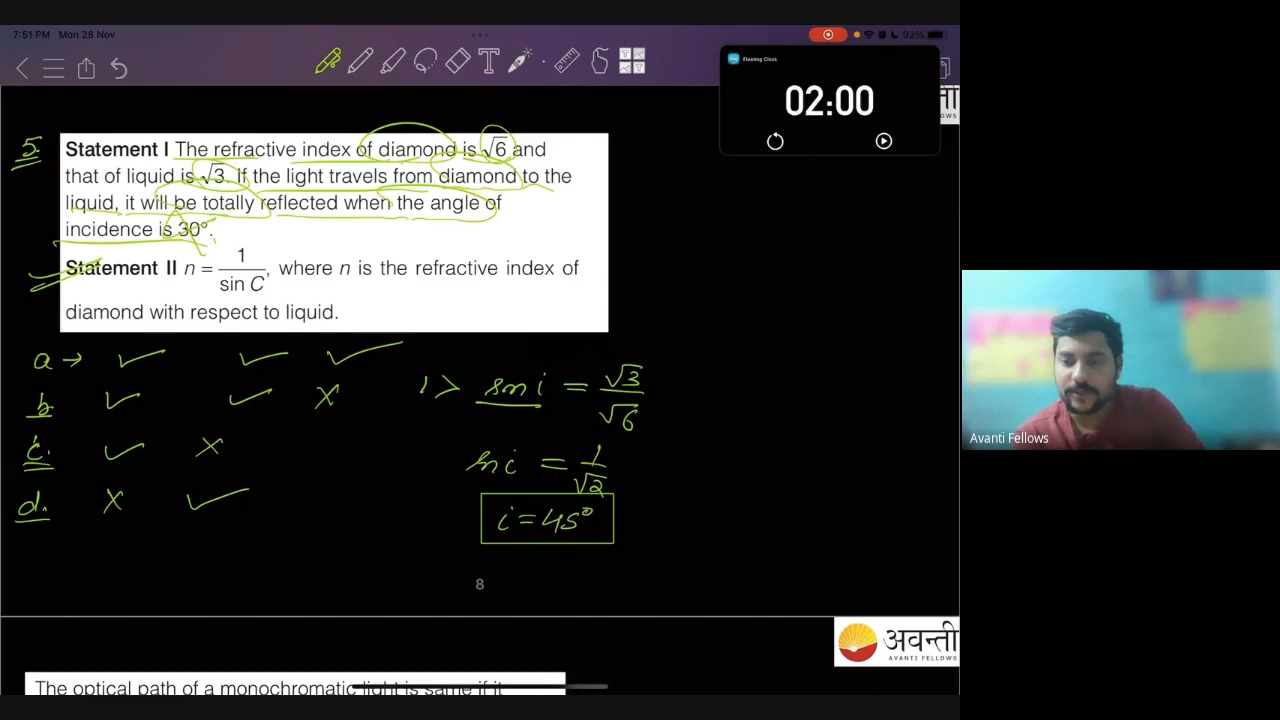 7:51 PM Mon 28 Nov
92%
Floating Clock
02:00
5.
Statement I The refractive index of diamond is √6 and
that of liquid is √3. If the light travels from diamond to the
liquid, it will be totally reflected when the angle of
incidence is 30°.
Statement II n = 1/sin C, where n is the refractive index of
diamond with respect to liquid.
a → ✓ ✓ ✓
b. ✓ ✓ X
c. ✓ X
d. X ✓
1> sin i = √3/√6
sin i = 1/√2
i = 45°
8
अवन्ती
AVANTI FELLOWS
The optical path of a monochromatic light is same if it
Avanti Fellows